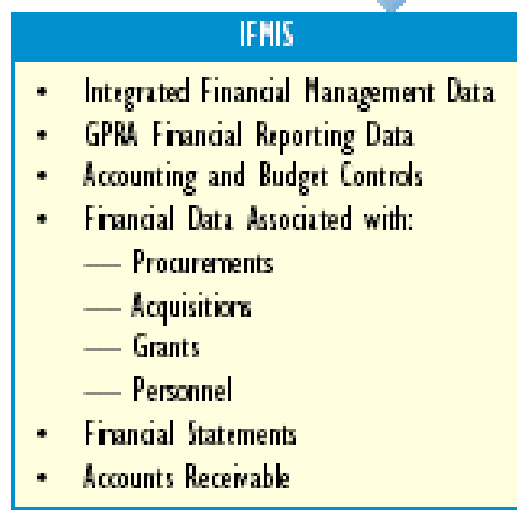 IFMIS
• Integrated Financial Management Data
• GPRA Financial Reporting Data
• Accounting and Budget Controls
• Financial Data Associated with:
— Procurements
— Acquisitions
— Grants
— Personnel
• Financial Statements
• Accounts Receivable